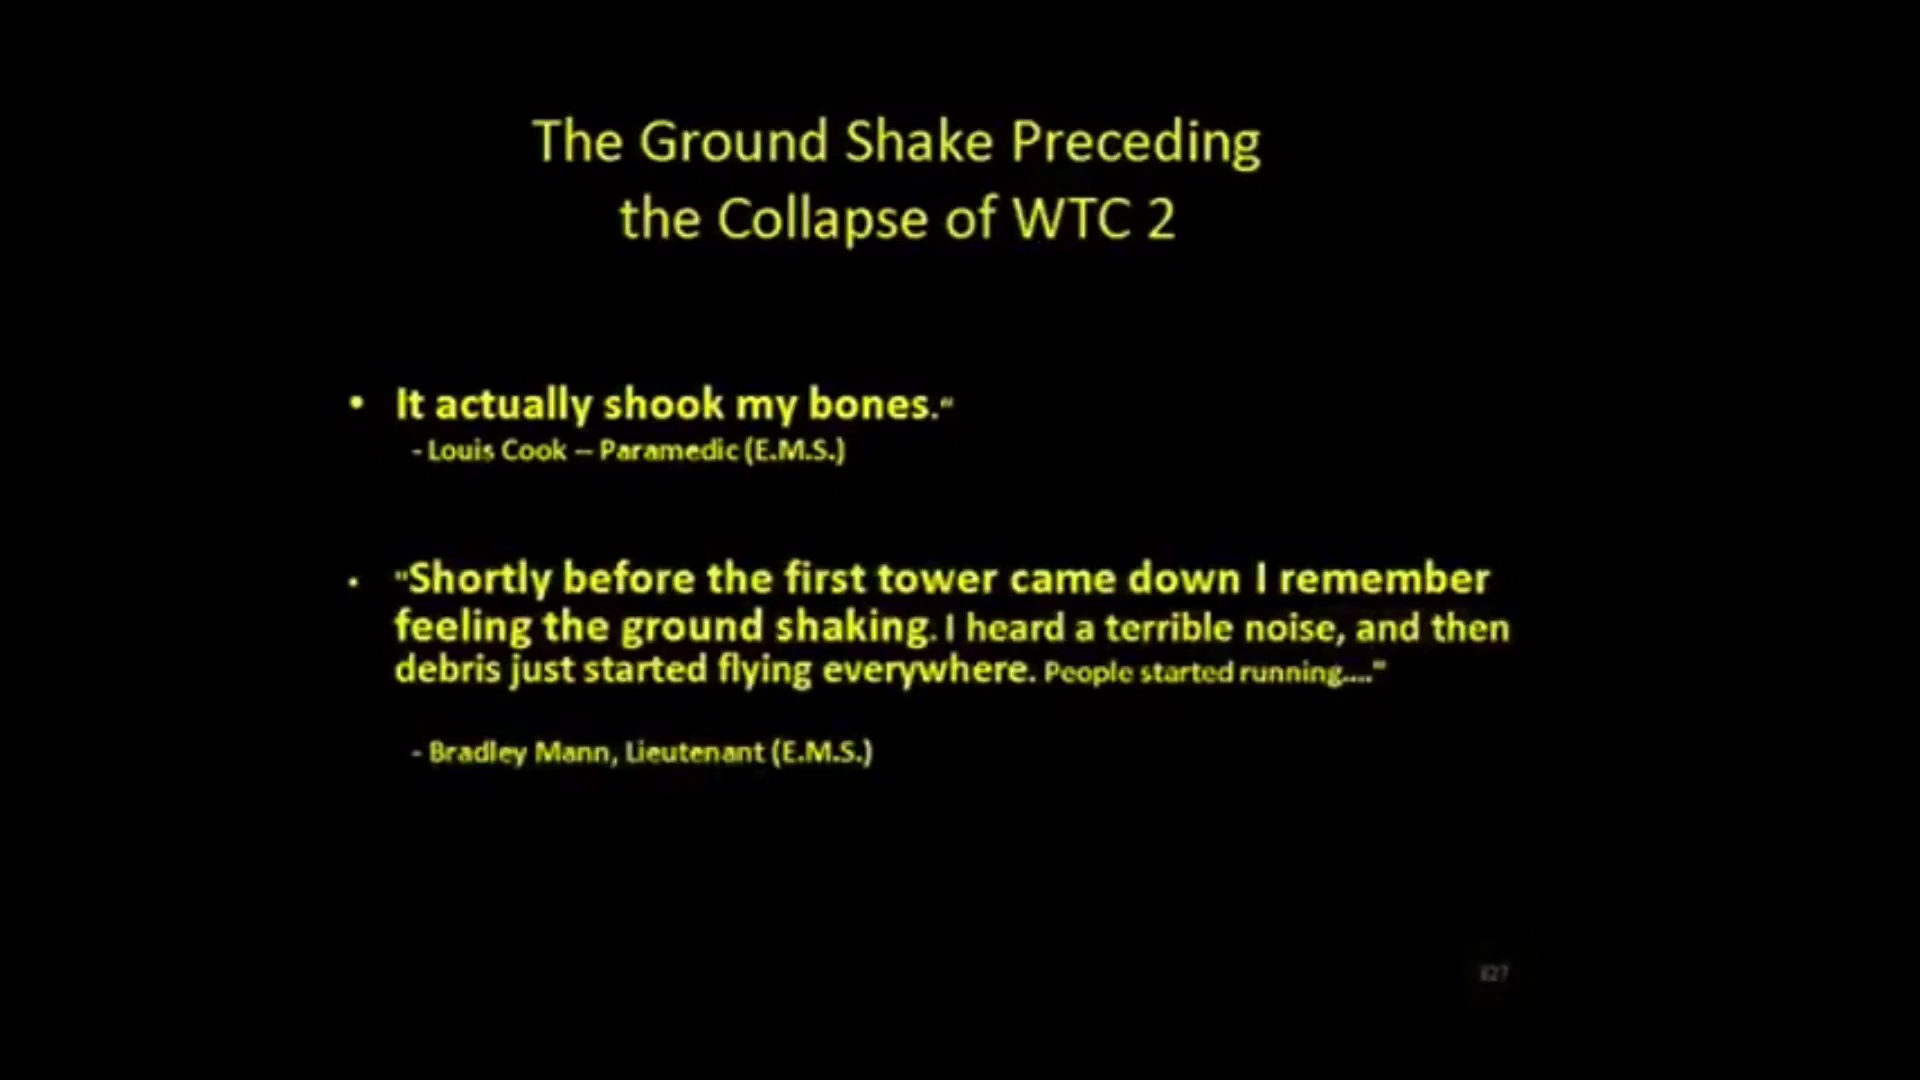 The Ground Shake Preceding
the Collapse of WTC 2
• It actually shook my bones.“
- Louis Cook – Paramedic (E.M.S.)
• "Shortly before the first tower came down I remember
feeling the ground shaking. I heard a terrible noise, and then
debris just started flying everywhere. People started running...."
- Bradley Mann, Lieutenant (E.M.S.)